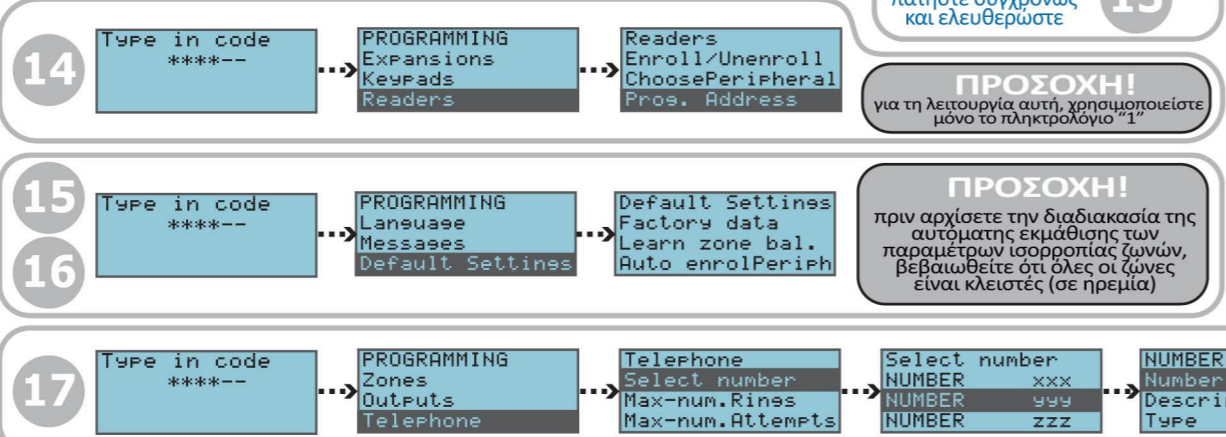 πατήστε συγχρόνως
και ελευθερώστε
13
14
Type in code
****--
PROGRAMMING
Expansions
Keypads
Readers
Readers
Enroll/Unenroll
ChoosePeripheral
Prog. Address
ΠΡΟΣΟΧΗ!
για τη λειτουργία αυτή, χρησιμοποιείστε
μόνο το πληκτρολόγιο "1"
15
16
Type in code
****--
PROGRAMMING
Language
Messages
Default Settings
Default Settings
Factory data
Learn zone bal.
Auto enrolPeriph
ΠΡΟΣΟΧΗ!
πριν αρχίσετε την διαδιακασία της
αυτόματης εκμάθισης των
παραμέτρων ισορροπίας ζωνών,
βεβαιωθείτε ότι όλες οι ζώνες
είναι κλειστές (σε ηρεμία)
17
Type in code
****--
PROGRAMMING
Zones
Outputs
Telephone
Telephone
Select number
Max-num.Rings
Max-num.Attempts
Select number
NUMBER xxx
NUMBER yyy
NUMBER zzz
NUMBER
Number
Descri
Type